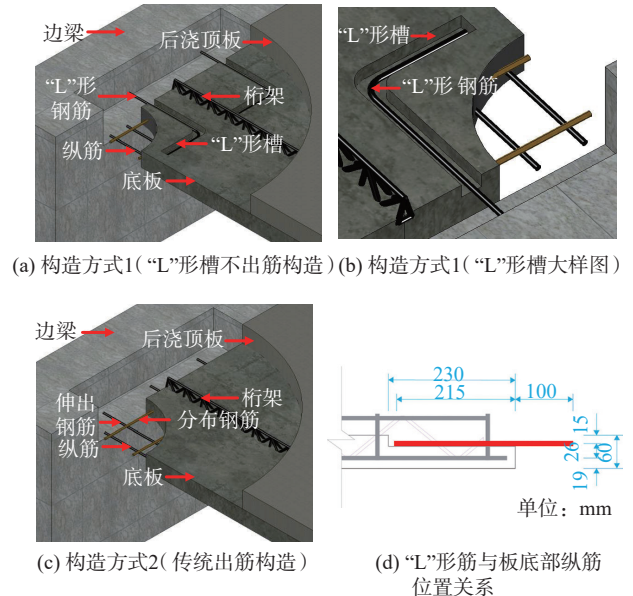 边梁
后浇顶板
“L”形
钢筋
桁架
纵筋
“L”形槽
底板
“L”形槽
“L”形 钢筋
(a) 构造方式1(“L”形槽不出筋构造)
(b) 构造方式1(“L”形槽大样图)
边梁
后浇顶板
伸出
钢筋
桁架
分布钢筋
纵筋
底板
230
215
100
15
26
60
19
单位：mm
(c) 构造方式2(传统出筋构造)
(d) “L”形筋与板底部纵筋
位置关系